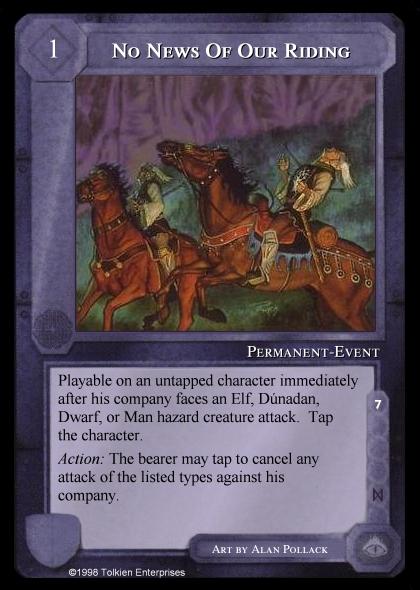 1
No News Of Our Riding
Permanent-Event
Playable on an untapped character immediately
after his company faces an Elf, Dúnadan,
Dwarf, or Man hazard creature attack. Tap
the character.
Action: The bearer may tap to cancel any
attack of the listed types against his
company.
7
Art by Alan Pollack
©1998 Tolkien Enterprises